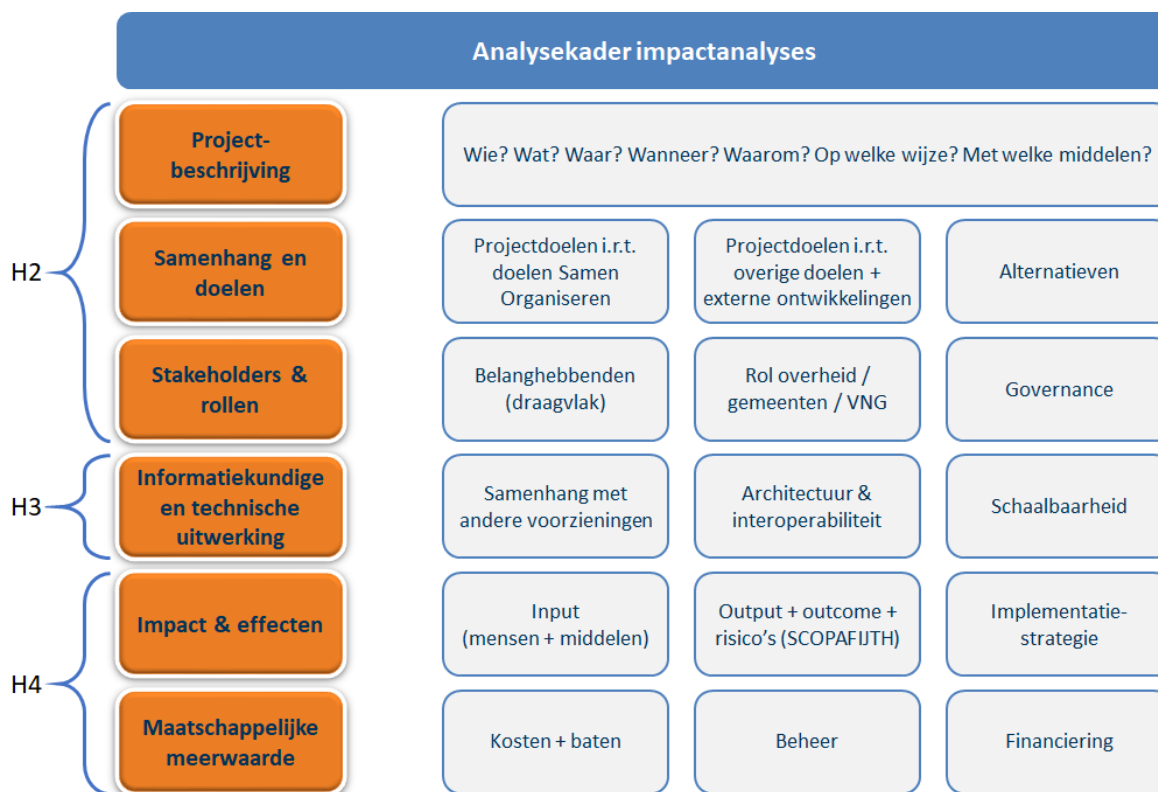 Analysekader impactanalyses
H2
Project-
beschrijving
Wie? Wat? Waar? Wanneer? Waarom? Op welke wijze? Met welke middelen?
Samenhang en
doelen
Projectdoelen i.r.t.
doelen Samen
Organiseren
Projectdoelen i.r.t.
overige doelen +
externe ontwikkelingen
Alternatieven
Stakeholders &
rollen
Belanghebbenden
(draagvlak)
Rol overheid /
gemeenten / VNG
Governance
H3
Informatiekundige
en technische
uitwerking
Samenhang met
andere voorzieningen
Architectuur &
interoperabiliteit
Schaalbaarheid
H4
Impact & effecten
Input
(mensen + middelen)
Output + outcome +
risico's (SCOPAFIJTH)
Implementatie-
strategie
Maatschappelijke
meerwaarde
Kosten + baten
Beheer
Financiering